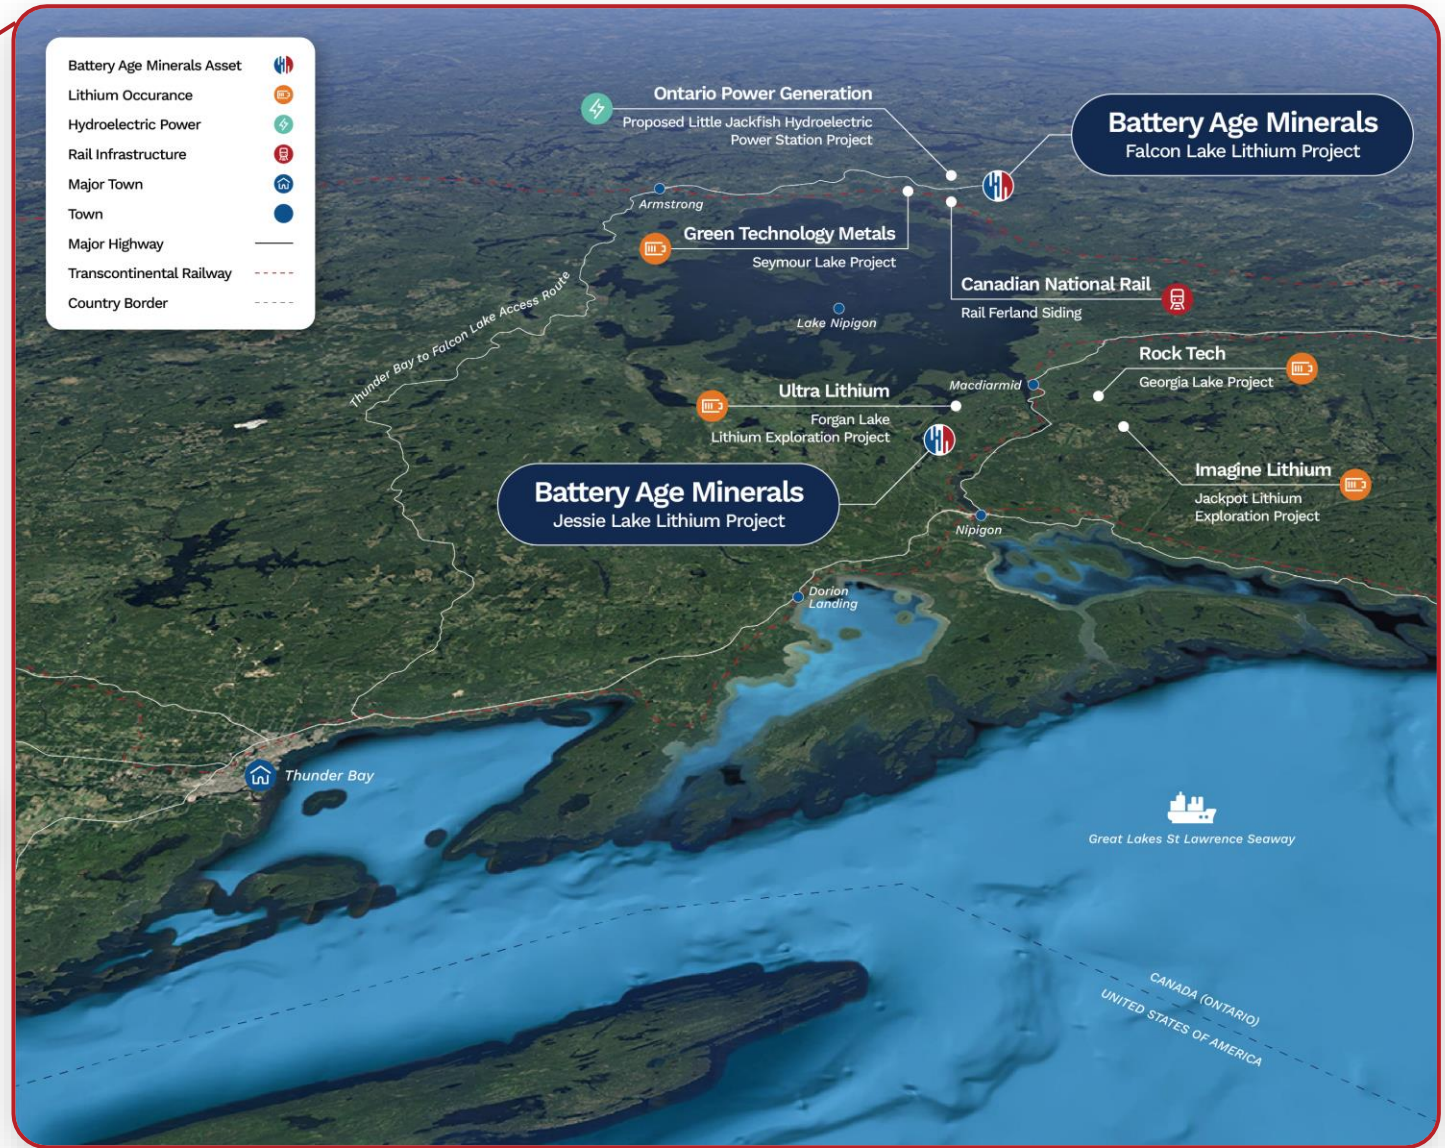 Battery Age Minerals Asset
Lithium Occurance
Hydroelectric Power
Rail Infrastructure
Major Town
Town
Major Highway
Transcontinental Railway
Country Border
Ontario Power Generation
Proposed Little Jackfish Hydroelectric
Power Station Project
Battery Age Minerals
Falcon Lake Lithium Project
Armstrong
Green Technology Metals
Seymour Lake Project
Canadian National Rail
Rail Ferland Siding
Thunder Bay to Falcon Lake Access Route
Lake Nipigon
Rock Tech
Georgia Lake Project
Macdiarmid
Ultra Lithium
Forgan Lake
Lithium Exploration Project
Imagine Lithium
Jackpot Lithium
Exploration Project
Battery Age Minerals
Jessie Lake Lithium Project
Nipigon
Dorion
Landing
Thunder Bay
Great Lakes St Lawrence Seaway
CANADA (ONTARIO)
UNITED STATES OF AMERICA